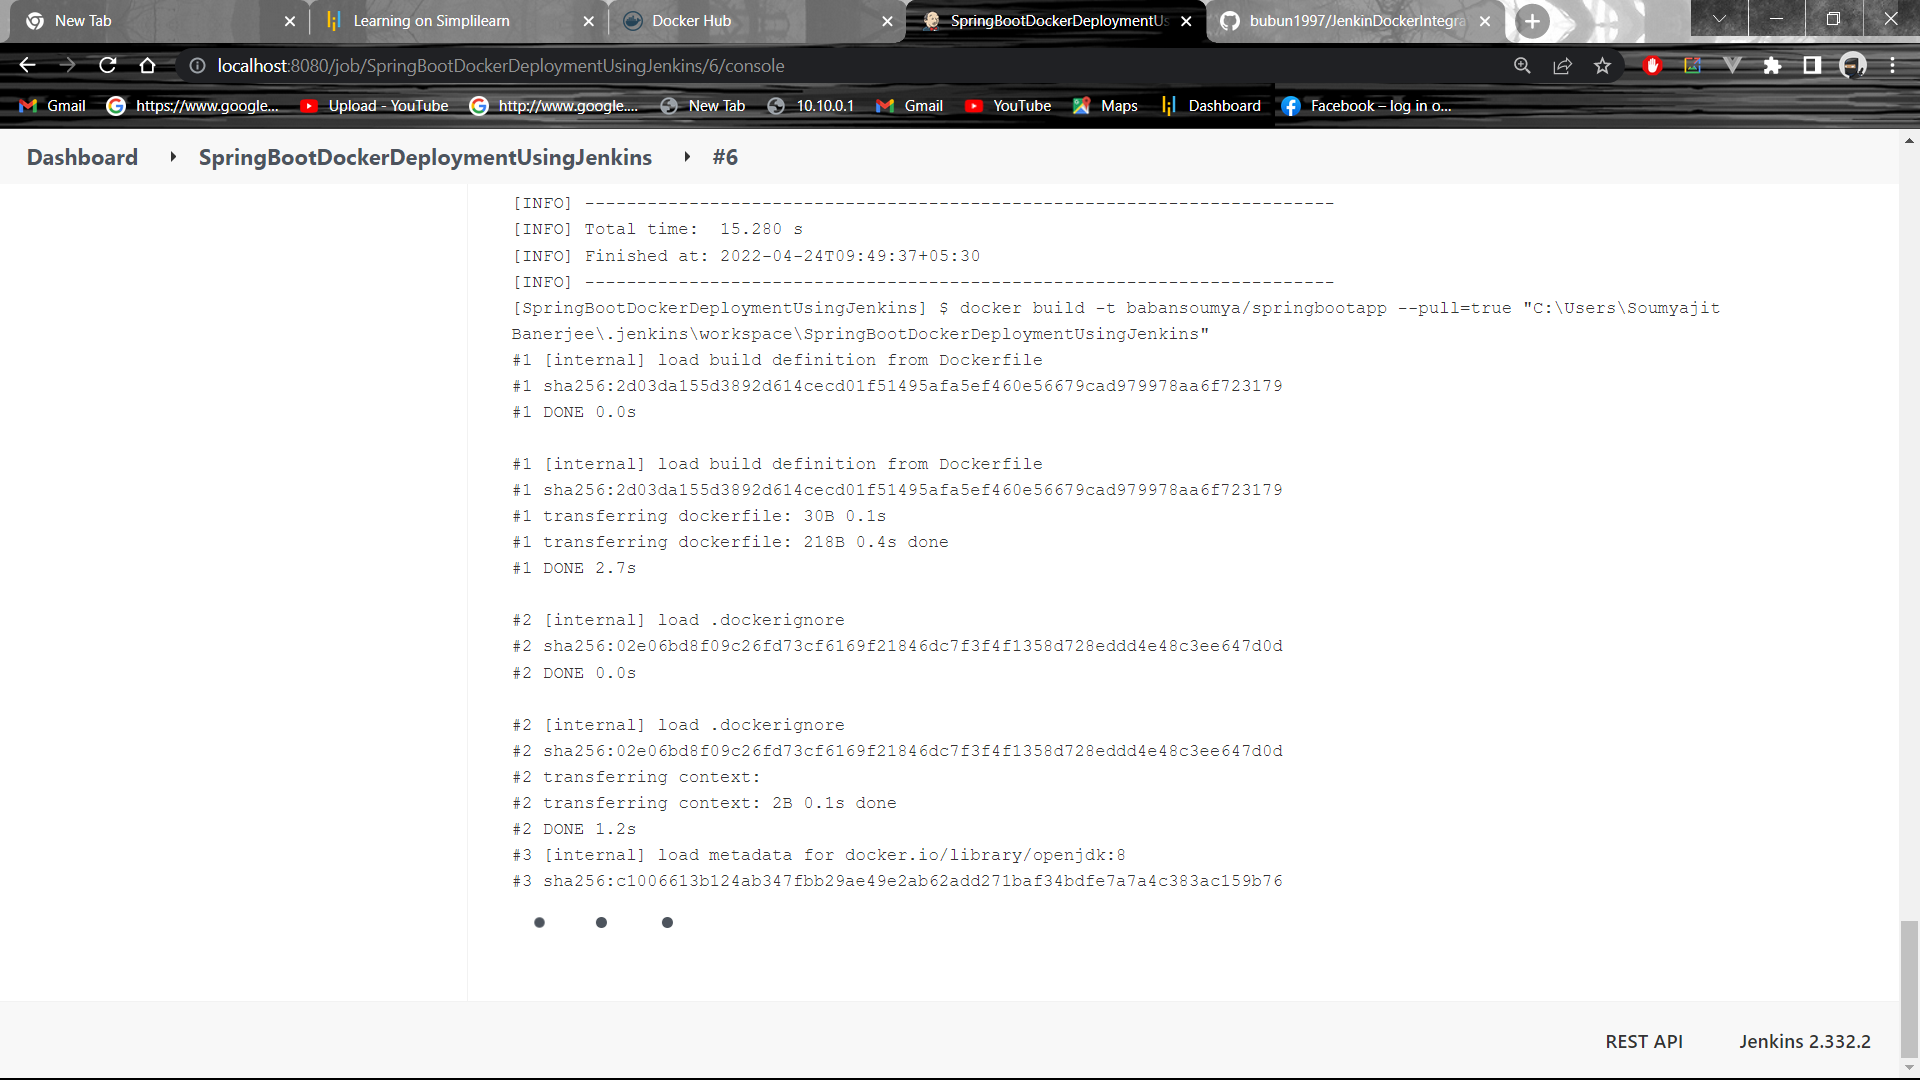 New Tab
Learning on Simplilearn
Docker Hub
SpringBootDockerDeploymentUs
bubun1997/JenkinDockerIntegra
localhost:8080/job/SpringBootDockerDeploymentUsingJenkins/6/console
Gmail
https://www.google...
Upload - YouTube
http://www.google....
New Tab
10.10.0.1
Gmail
YouTube
Maps
Dashboard
Facebook – log in o...
Dashboard
SpringBootDockerDeploymentUsingJenkins
#6
[INFO] ------------------------------------------------------------------------
[INFO] Total time:  15.280 s
[INFO] Finished at: 2022-04-24T09:49:37+05:30
[INFO] ------------------------------------------------------------------------
[SpringBootDockerDeploymentUsingJenkins] $ docker build -t babansoumya/springbootapp --pull=true "C:\Users\Soumyajit
Banerjee\.jenkins\workspace\SpringBootDockerDeploymentUsingJenkins"
#1 [internal] load build definition from Dockerfile
#1 sha256:2d03da155d3892d614cecd01f51495afa5ef460e56679cad979978aa6f723179
#1 DONE 0.0s
#1 [internal] load build definition from Dockerfile
#1 sha256:2d03da155d3892d614cecd01f51495afa5ef460e56679cad979978aa6f723179
#1 transferring dockerfile: 30B 0.1s
#1 transferring dockerfile: 218B 0.4s done
#1 DONE 2.7s
#2 [internal] load .dockerignore
#2 sha256:02e06bd8f09c26fd73cf6169f21846dc7f3f4f1358d728eddd4e48c3ee647d0d
#2 DONE 0.0s
#2 [internal] load .dockerignore
#2 sha256:02e06bd8f09c26fd73cf6169f21846dc7f3f4f1358d728eddd4e48c3ee647d0d
#2 transferring context:
#2 transferring context: 2B 0.1s done
#2 DONE 1.2s
#3 [internal] load metadata for docker.io/library/openjdk:8
#3 sha256:c1006613b124ab347fbb29ae49e2ab62add271baf34bdfe7a7a4c383ac159b76
REST API
Jenkins 2.332.2